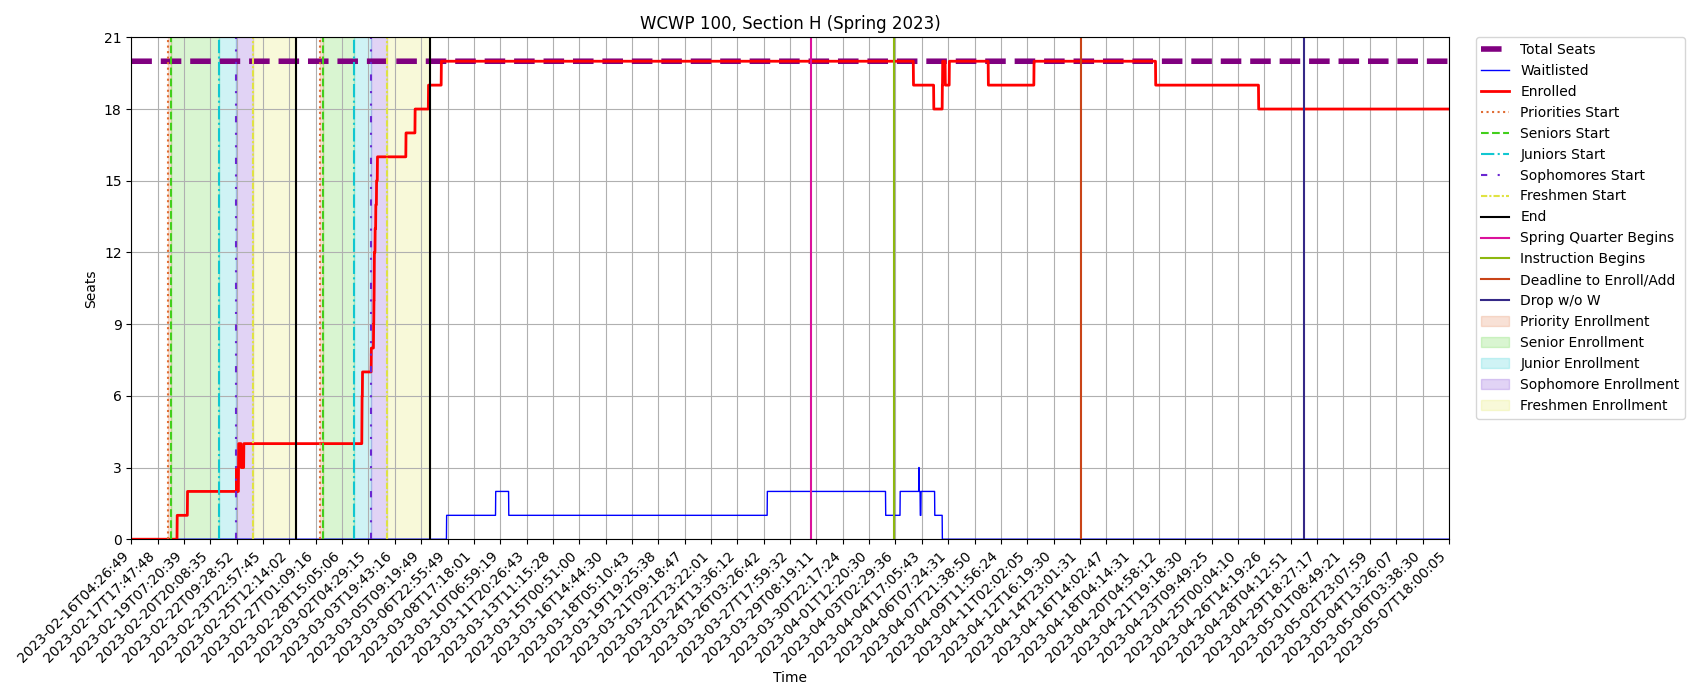 WCWP 100, Section H (Spring 2023)
Seats
21
18
15
12
9
6
3
0
2023-02-16T04:26:49
2023-02-17T17:47:48
2023-02-19T07:20:39
2023-02-20T20:08:35
2023-02-22T09:28:52
2023-02-23T22:57:45
2023-02-25T12:14:02
2023-02-27T01:09:16
2023-02-28T15:05:06
2023-03-02T04:29:15
2023-03-03T19:43:16
2023-03-05T09:19:49
2023-03-06T22:55:49
2023-03-08T17:18:01
2023-03-10T06:59:19
2023-03-11T20:26:43
2023-03-13T11:15:28
2023-03-15T00:51:00
2023-03-16T14:44:30
2023-03-18T05:10:43
2023-03-19T19:25:38
2023-03-21T09:18:47
2023-03-22T23:22:01
2023-03-24T13:36:12
2023-03-26T03:26:42
2023-03-27T17:59:32
2023-03-29T08:19:11
2023-03-30T22:17:24
2023-04-01T12:20:30
2023-04-03T02:29:36
2023-04-04T17:05:43
2023-04-06T07:24:31
2023-04-07T21:38:50
2023-04-09T11:56:24
2023-04-11T02:02:05
2023-04-12T16:19:30
2023-04-14T23:01:31
2023-04-16T14:02:47
2023-04-18T04:14:31
2023-04-20T04:58:12
2023-04-21T19:18:30
2023-04-23T09:49:25
2023-04-25T00:04:10
2023-04-26T14:19:26
2023-04-28T04:12:51
2023-04-29T18:27:17
2023-05-01T08:49:21
2023-05-02T23:07:59
2023-05-04T13:26:07
2023-05-06T03:38:30
2023-05-07T18:00:05
Time
Total Seats
Waitlisted
Enrolled
Priorities Start
Seniors Start
Juniors Start
Sophomores Start
Freshmen Start
End
Spring Quarter Begins
Instruction Begins
Deadline to Enroll/Add
Drop w/o W
Priority Enrollment
Senior Enrollment
Junior Enrollment
Sophomore Enrollment
Freshmen Enrollment